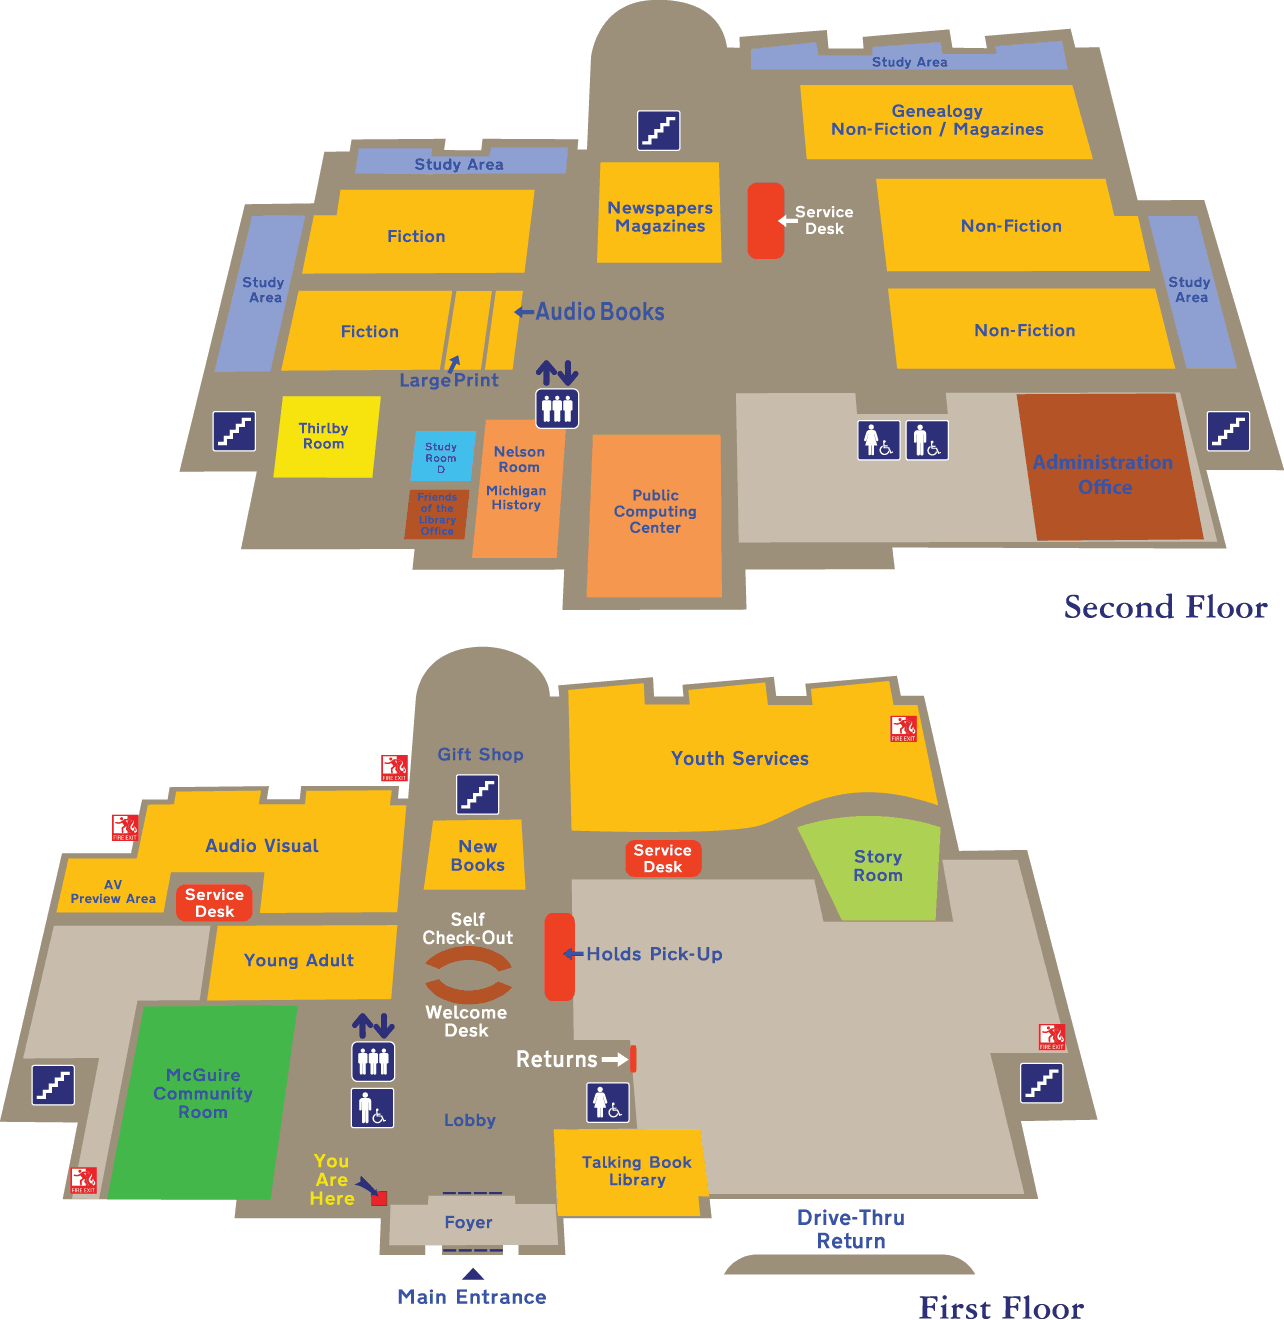 Study Area
Genealogy
Non-Fiction / Magazines
Study Area
Newspapers
Magazines
Service
Desk
Fiction
Non-Fiction
Study
Area
Study
Area
Audio Books
Fiction
Non-Fiction
Large Print
Thirlby
Room
Study
Room
D
Nelson
Room
Michigan
History
Friends
of the
Library
Office
Public
Computing
Center
Administration
Office
Second Floor
Gift Shop
Youth Services
FIRE EXIT
FIRE EXIT
FIRE EXIT
Audio Visual
New
Books
Service
Desk
Story
Room
AV
Preview Area
Service
Desk
Self
Check-Out
Holds Pick-Up
Young Adult
Welcome
Desk
FIRE EXIT
Returns
McGuire
Community
Room
Lobby
You
Are
Here
FIRE EXIT
Talking Book
Library
Foyer
Drive-Thru
Return
Main Entrance
First Floor